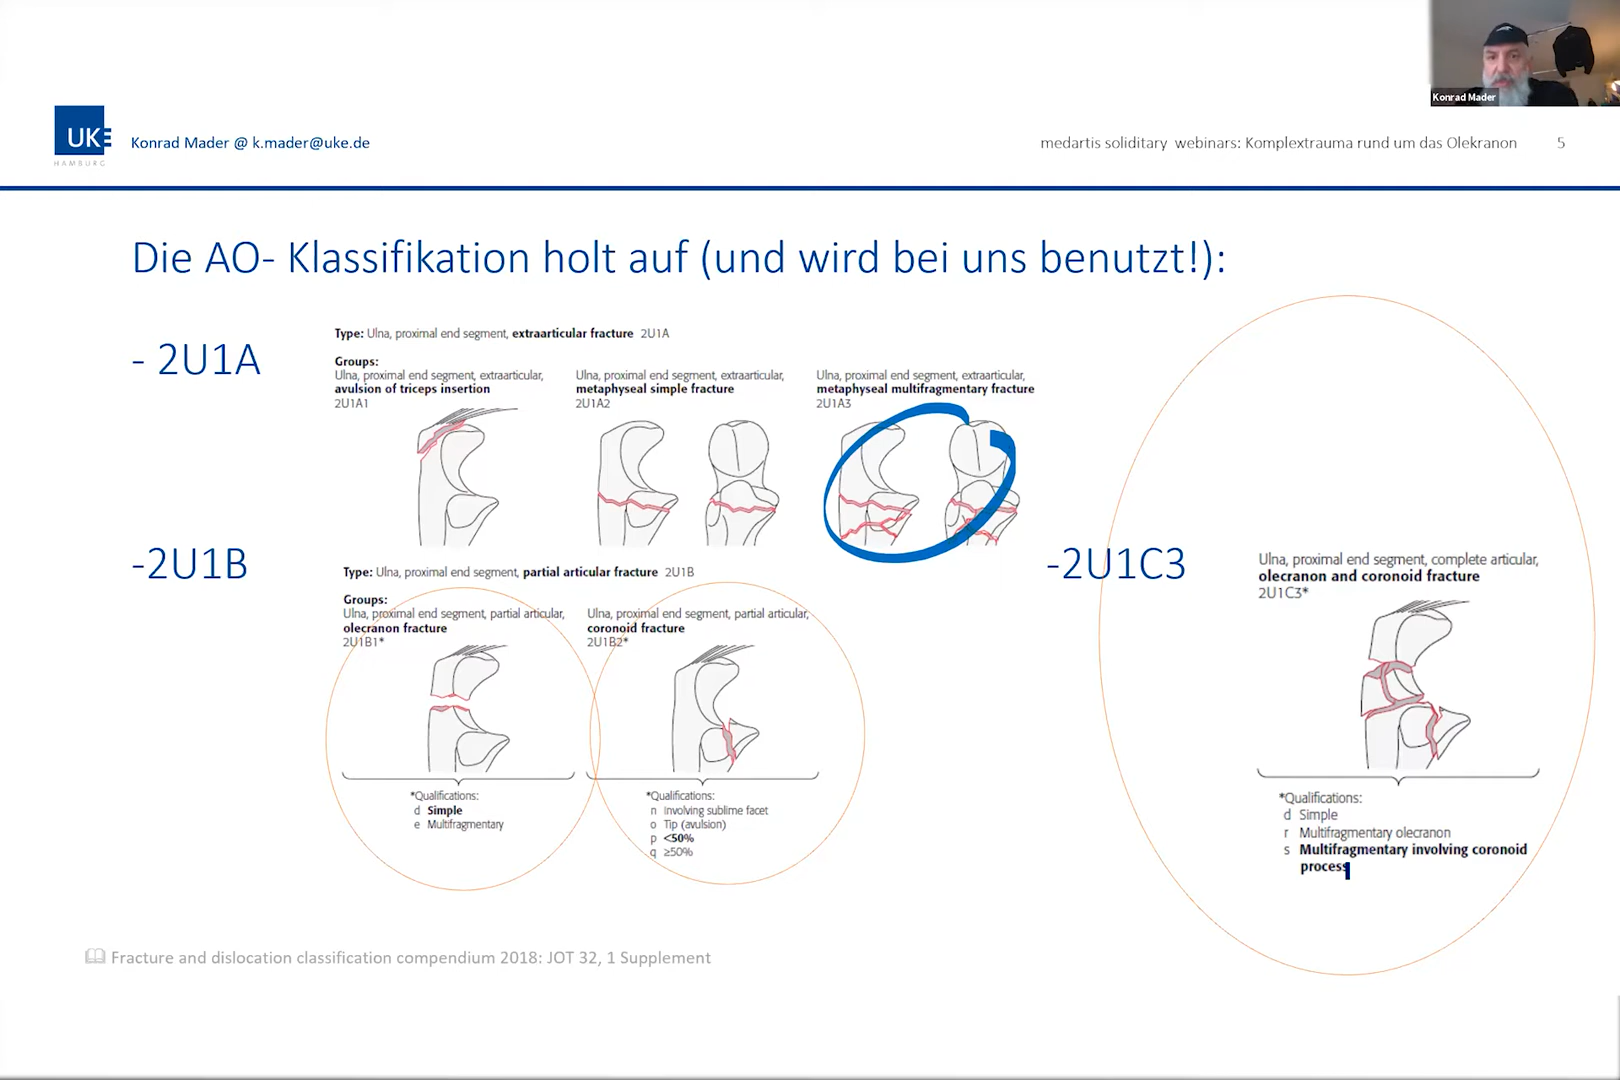 Konrad Mader
UKE
HAMBURG
Konrad Mader @ k.mader@uke.de
medartis soliditary webinars: Komplextrauma rund um das Olekranon
5
Die AO- Klassifikation holt auf (und wird bei uns benutzt!):
- 2U1A
Type: Ulna, proximal end segment, extraarticular fracture 2U1A
Groups:
Ulna, proximal end segment, extraarticular,
avulsion of triceps insertion
2U1A1
Ulna, proximal end segment, extraarticular,
metaphyseal simple fracture
2U1A2
Ulna, proximal end segment, extraarticular,
metaphyseal multifragmentary fracture
2U1A3
-2U1B
Type: Ulna, proximal end segment, partial articular fracture 2U1B
Groups:
Ulna, proximal end segment, partial articular,
olecranon fracture
2U1B1*
*Qualifications:
d Simple
e Multifragmentary
Ulna, proximal end segment, partial articular,
coronoid fracture
2U1B2*
*Qualifications:
n Involving sublime facet
o Tip (avulsion)
p <50%
q ≥50%
-2U1C3
Ulna, proximal end segment, complete articular,
olecranon and coronoid fracture
2U1C3*
*Qualifications:
d Simple
r Multifragmentary olecranon
s Multifragmentary involving coronoid
process
Fracture and dislocation classification compendium 2018: JOT 32, 1 Supplement